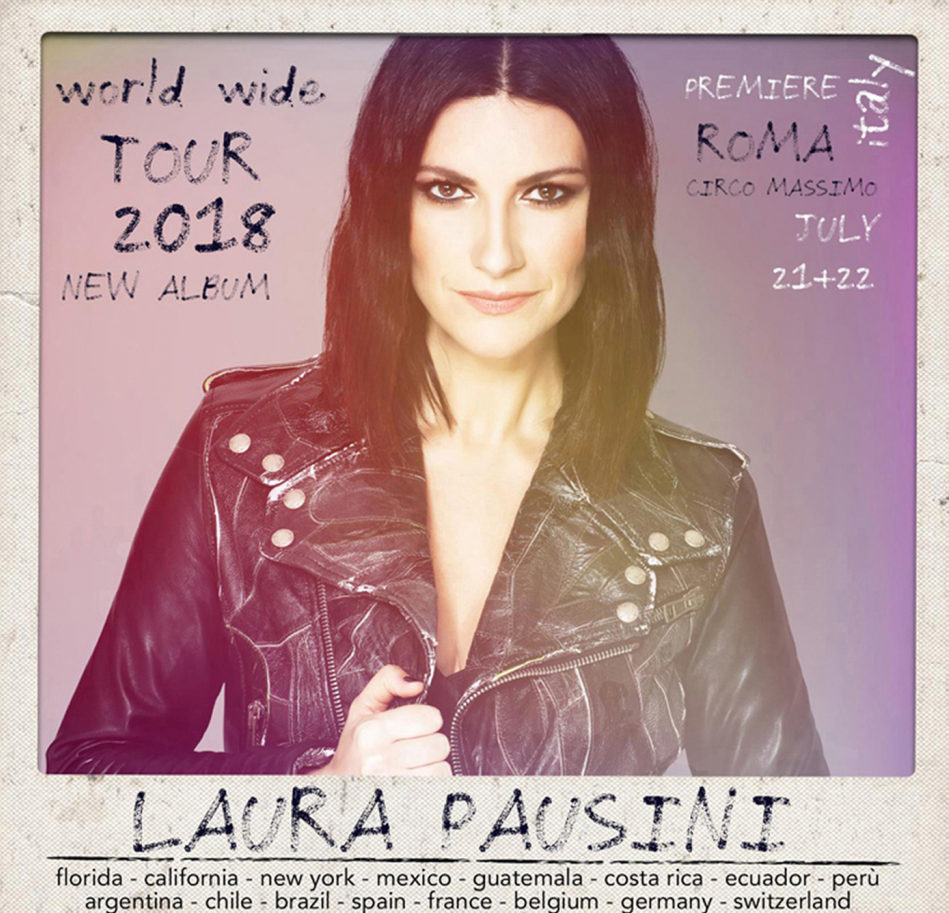 world wide
TOUR
2018
NEW ALBUM
PREMIERE
italy
ROMA
CIRCO MASSIMO
JULY
21+22
LAURA PAUSINI
florida - california - new york - mexico - guatemala - costa rica - ecuador - perù
argentina - chile - brazil - spain - france - belgium - germany - switzerland